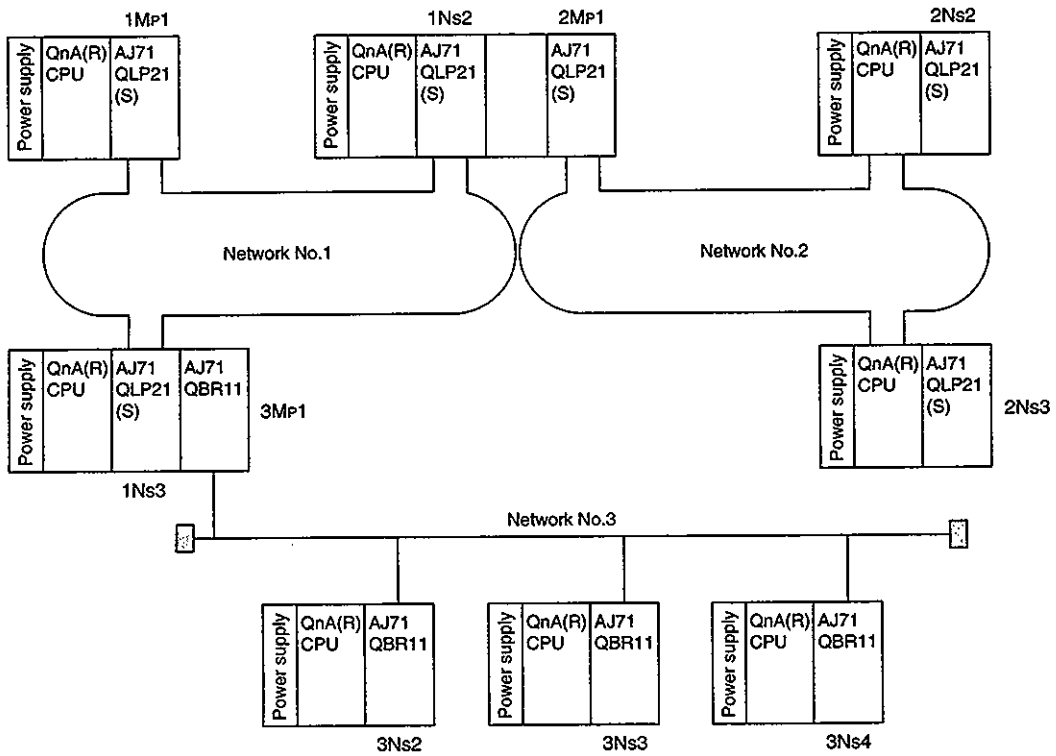 1MP1
1Ns2
2MP1
2Ns2
Power supply
QnA(R)
CPU
AJ71
QLP21
(S)
Power supply
QnA(R)
CPU
AJ71
QLP21
(S)
AJ71
QLP21
(S)
Power supply
QnA(R)
CPU
AJ71
QLP21
(S)
Network No.1
Network No.2
Power supply
QnA(R)
CPU
AJ71
QLP21
(S)
AJ71
QBR11
3MP1
1Ns3
Power supply
QnA(R)
CPU
AJ71
QLP21
(S)
2Ns3
Network No.3
Power supply
QnA(R)
CPU
AJ71
QBR11
3Ns2
Power supply
QnA(R)
CPU
AJ71
QBR11
3Ns3
Power supply
QnA(R)
CPU
AJ71
QBR11
3Ns4